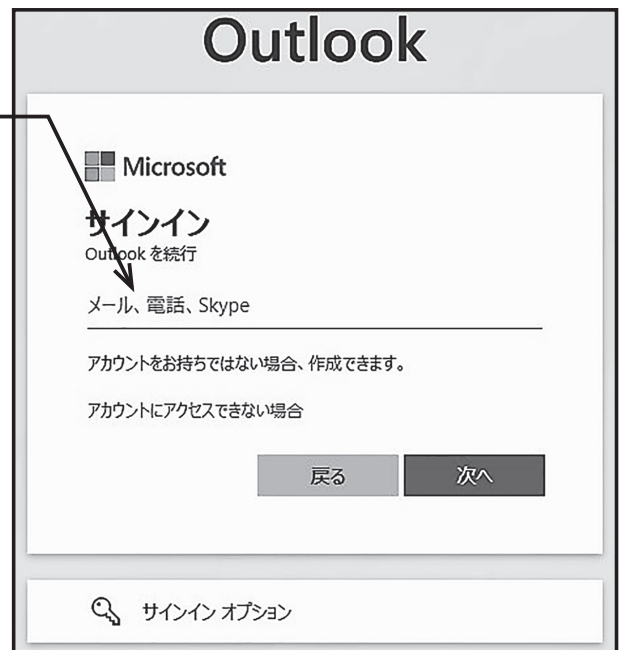 Outlook
Microsoft
サインイン
Outlook を続行
メール、電話、Skype
アカウントをお持ちではない場合、作成できます。
アカウントにアクセスできない場合
戻る 次へ
サインイン オプション